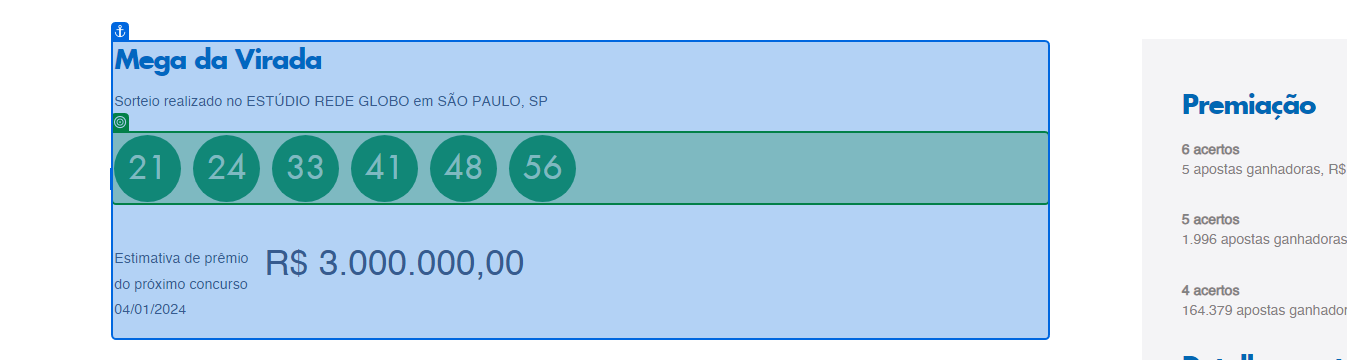 Mega da Virada
Sorteio realizado no ESTÚDIO REDE GLOBO em SÃO PAULO, SP
21 24 33 41 48 56
Estimativa de prêmio
do próximo concurso
04/01/2024
R$ 3.000.000,00
Premiação
6 acertos
5 apostas ganhadoras, R$
5 acertos
1.996 apostas ganhadoras
4 acertos
164.379 apostas ganhador